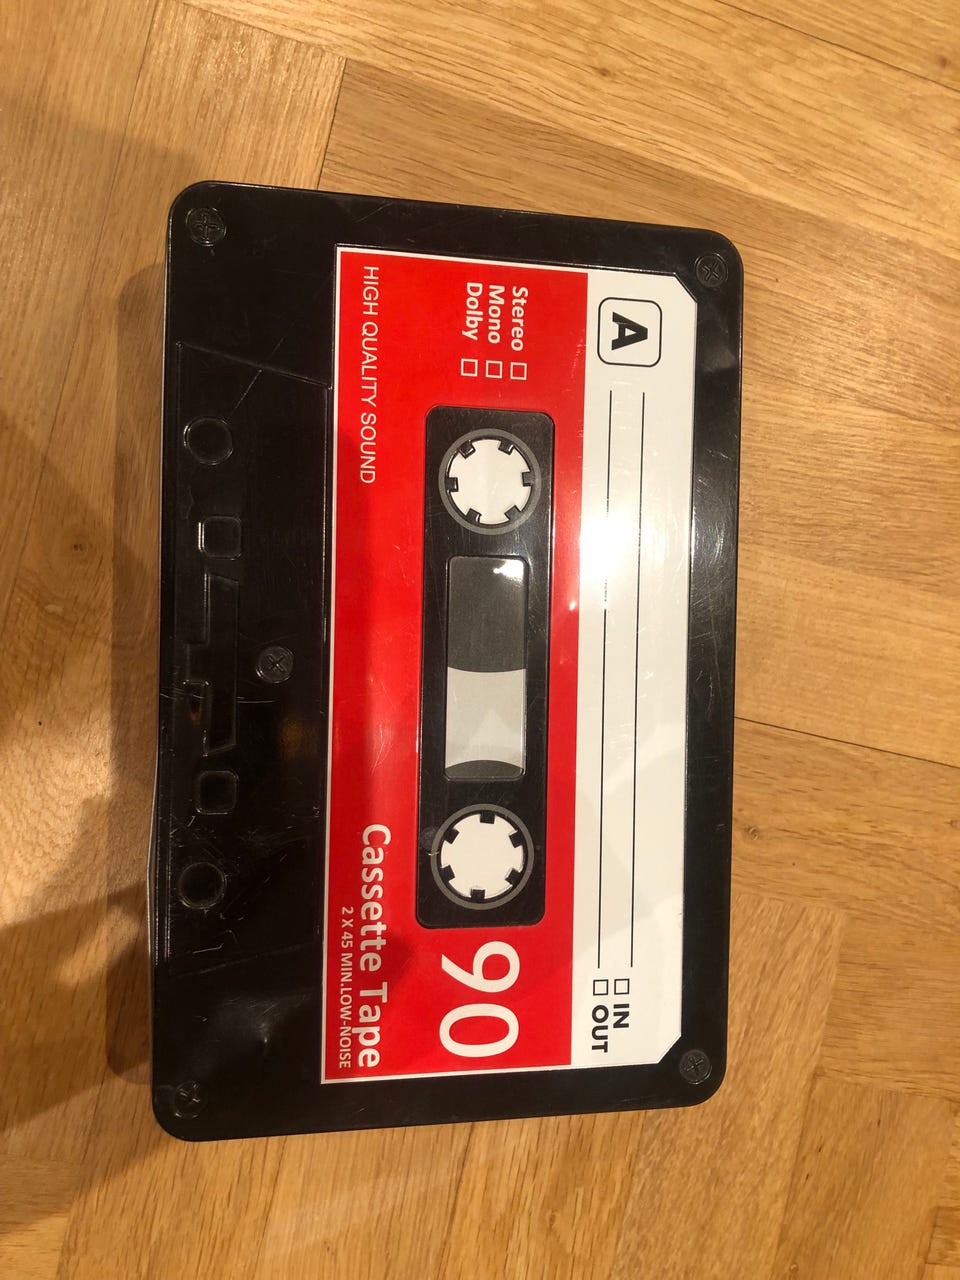 A
IN
OUT
Stereo
Mono
Dolby
90
HIGH QUALITY SOUND
Cassette Tape
2 X 45 MIN.LOW-NOISE